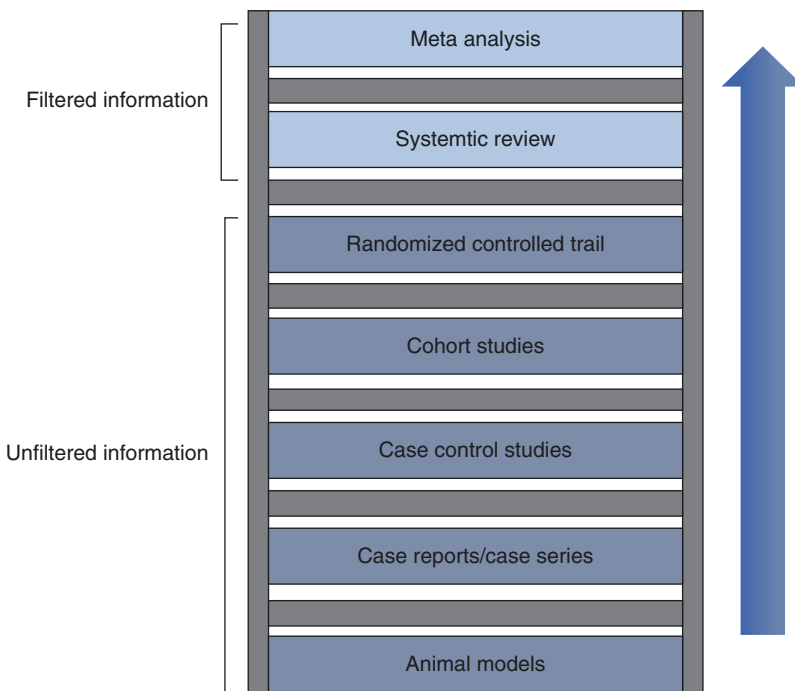 Meta analysis
Filtered information
Systemtic review
Randomized controlled trail
Cohort studies
Unfiltered information
Case control studies
Case reports/case series
Animal models